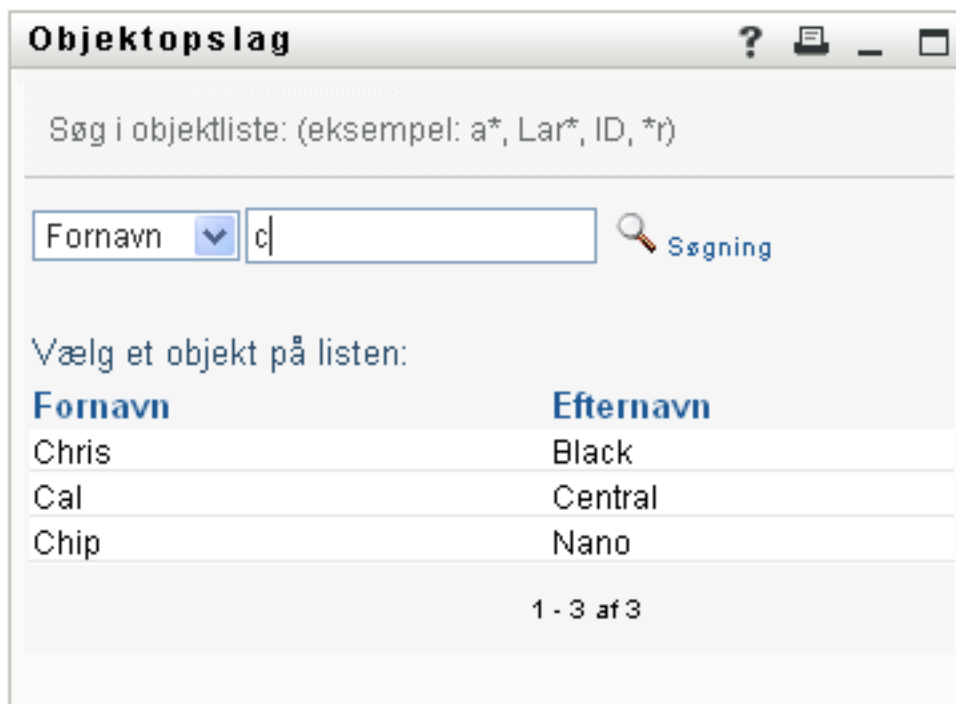 Objektopslag ?
Søg i objektliste: (eksempel: a*, Lar*, ID, *r)
Fornavn c Søgning
Vælg et objekt på listen:
Fornavn Efternavn
Chris Black
Cal Central
Chip Nano
1 - 3 af 3